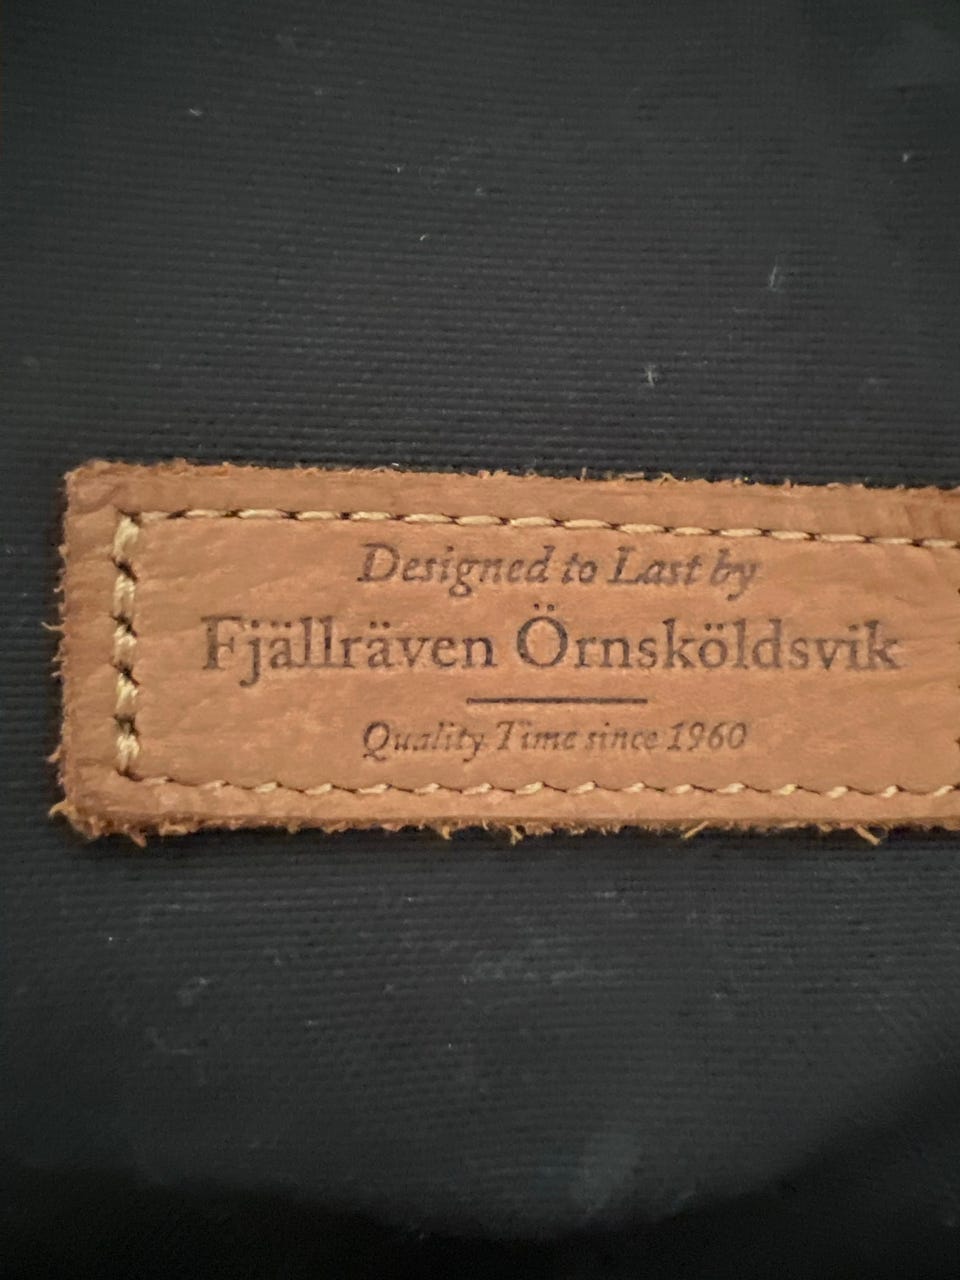 Designed to Last by
Fjällräven Örnsköldsvik
Quality Time since 1960